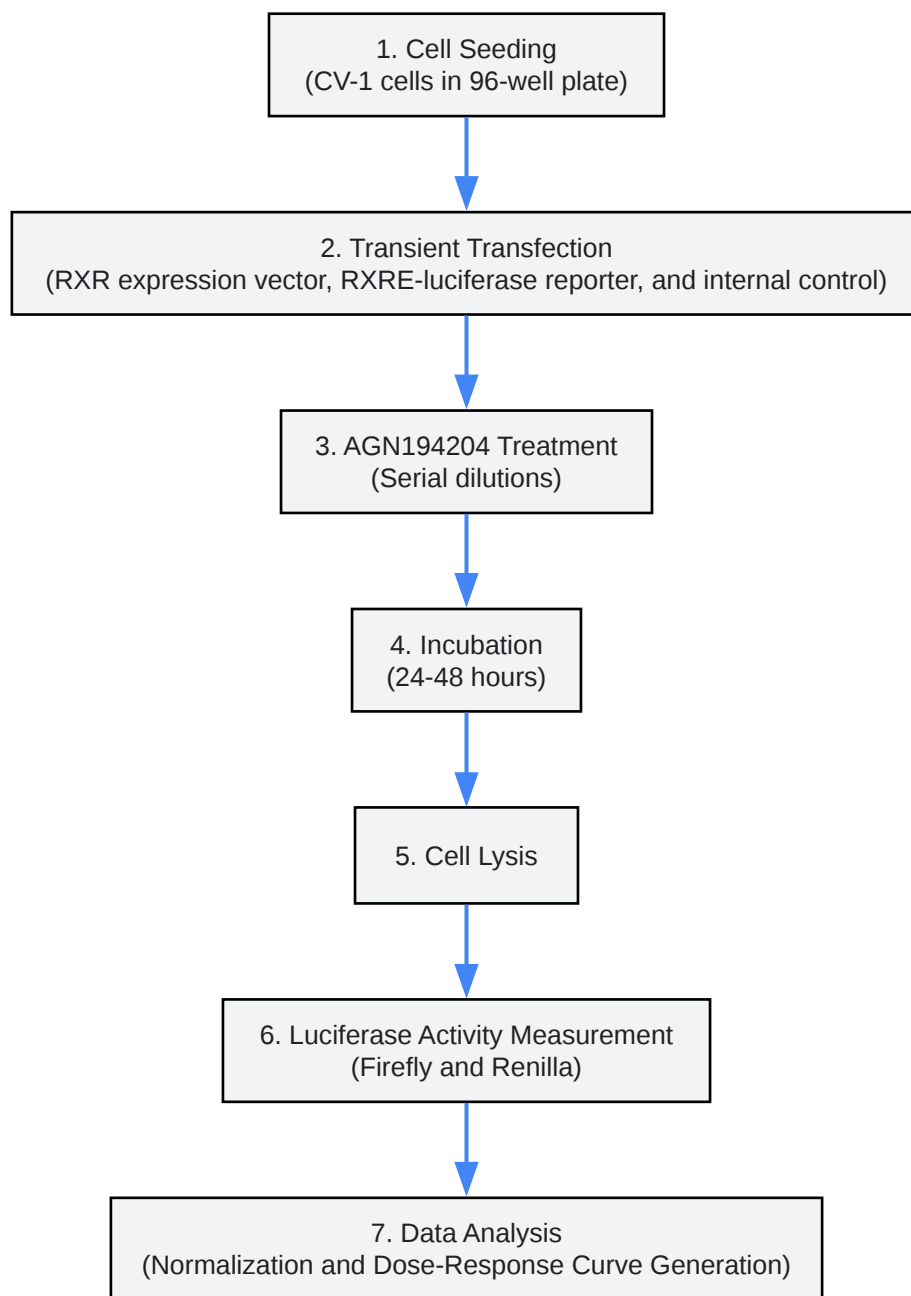 1. Cell Seeding
(CV-1 cells in 96-well plate)
2. Transient Transfection
(RXR expression vector, RXRE-luciferase reporter, and internal control)
3. AGN194204 Treatment
(Serial dilutions)
4. Incubation
(24-48 hours)
5. Cell Lysis
6. Luciferase Activity Measurement
(Firefly and Renilla)
7. Data Analysis
(Normalization and Dose-Response Curve Generation)